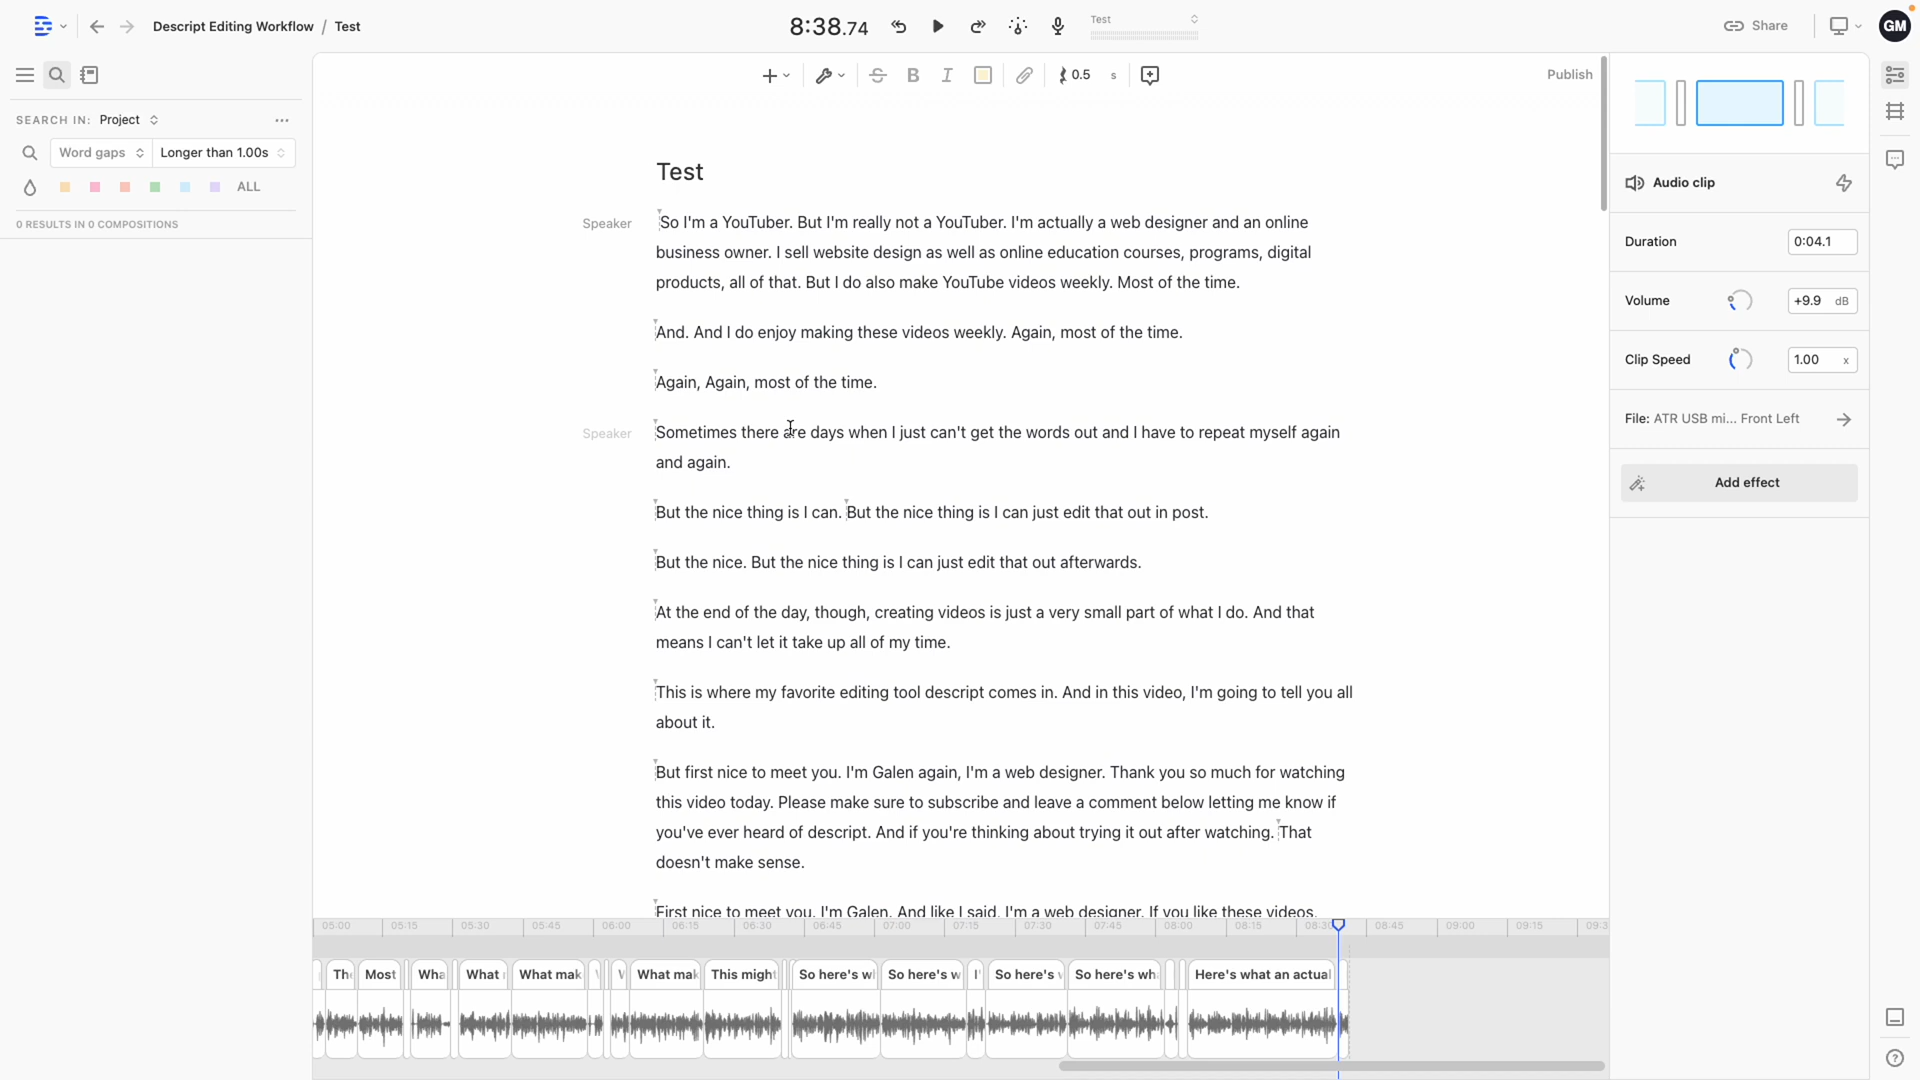 Descript Editing Workflow / Test
8:38.74
Test
Share
GM
SEARCH IN: Project
Word gaps
Longer than 1.00s
ALL
0 RESULTS IN 0 COMPOSITIONS
0.5 s
Publish
Test
Speaker
So I'm a YouTuber. But I'm really not a YouTuber. I'm actually a web designer and an online
business owner. I sell website design as well as online education courses, programs, digital
products, all of that. But I do also make YouTube videos weekly. Most of the time.
And. And I do enjoy making these videos weekly. Again, most of the time.
Again, Again, most of the time.
Speaker
Sometimes there are days when I just can't get the words out and I have to repeat myself again
and again.
But the nice thing is I can. But the nice thing is I can just edit that out in post.
But the nice. But the nice thing is I can just edit that out afterwards.
At the end of the day, though, creating videos is just a very small part of what I do. And that
means I can't let it take up all of my time.
This is where my favorite editing tool descript comes in. And in this video, I'm going to tell you all
about it.
But first nice to meet you. I'm Galen again, I'm a web designer. Thank you so much for watching
this video today. Please make sure to subscribe and leave a comment below letting me know if
you've ever heard of descript. And if you're thinking about trying it out after watching. That
doesn't make sense.
First nice to meet you. I'm Galen. And like I said, I'm a web designer. If you like these videos,
Audio clip
Duration 0:04.1
Volume +9.9 dB
Clip Speed 1.00 x
File: ATR USB mi... Front Left
Add effect
05:00 05:15 05:30 05:45 06:00 06:15 06:30 06:45 07:00 07:15 07:30 07:45 08:00 08:15 08:30 08:45 09:00 09:15 09:3
The Most Wha What What mak What mak This might So here's w So here's w I' So here's So here's wh Here's what an actual